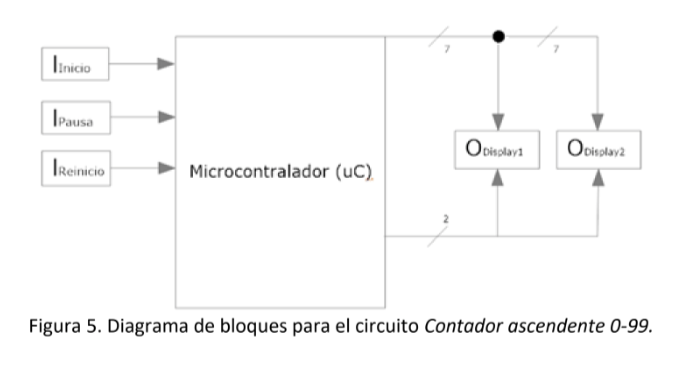 7
7
IInicio
IPausa
ODisplay1
ODisplay2
IReinicio
Microcontralador (uC)
2
Figura 5. Diagrama de bloques para el circuito Contador ascendente 0-99.